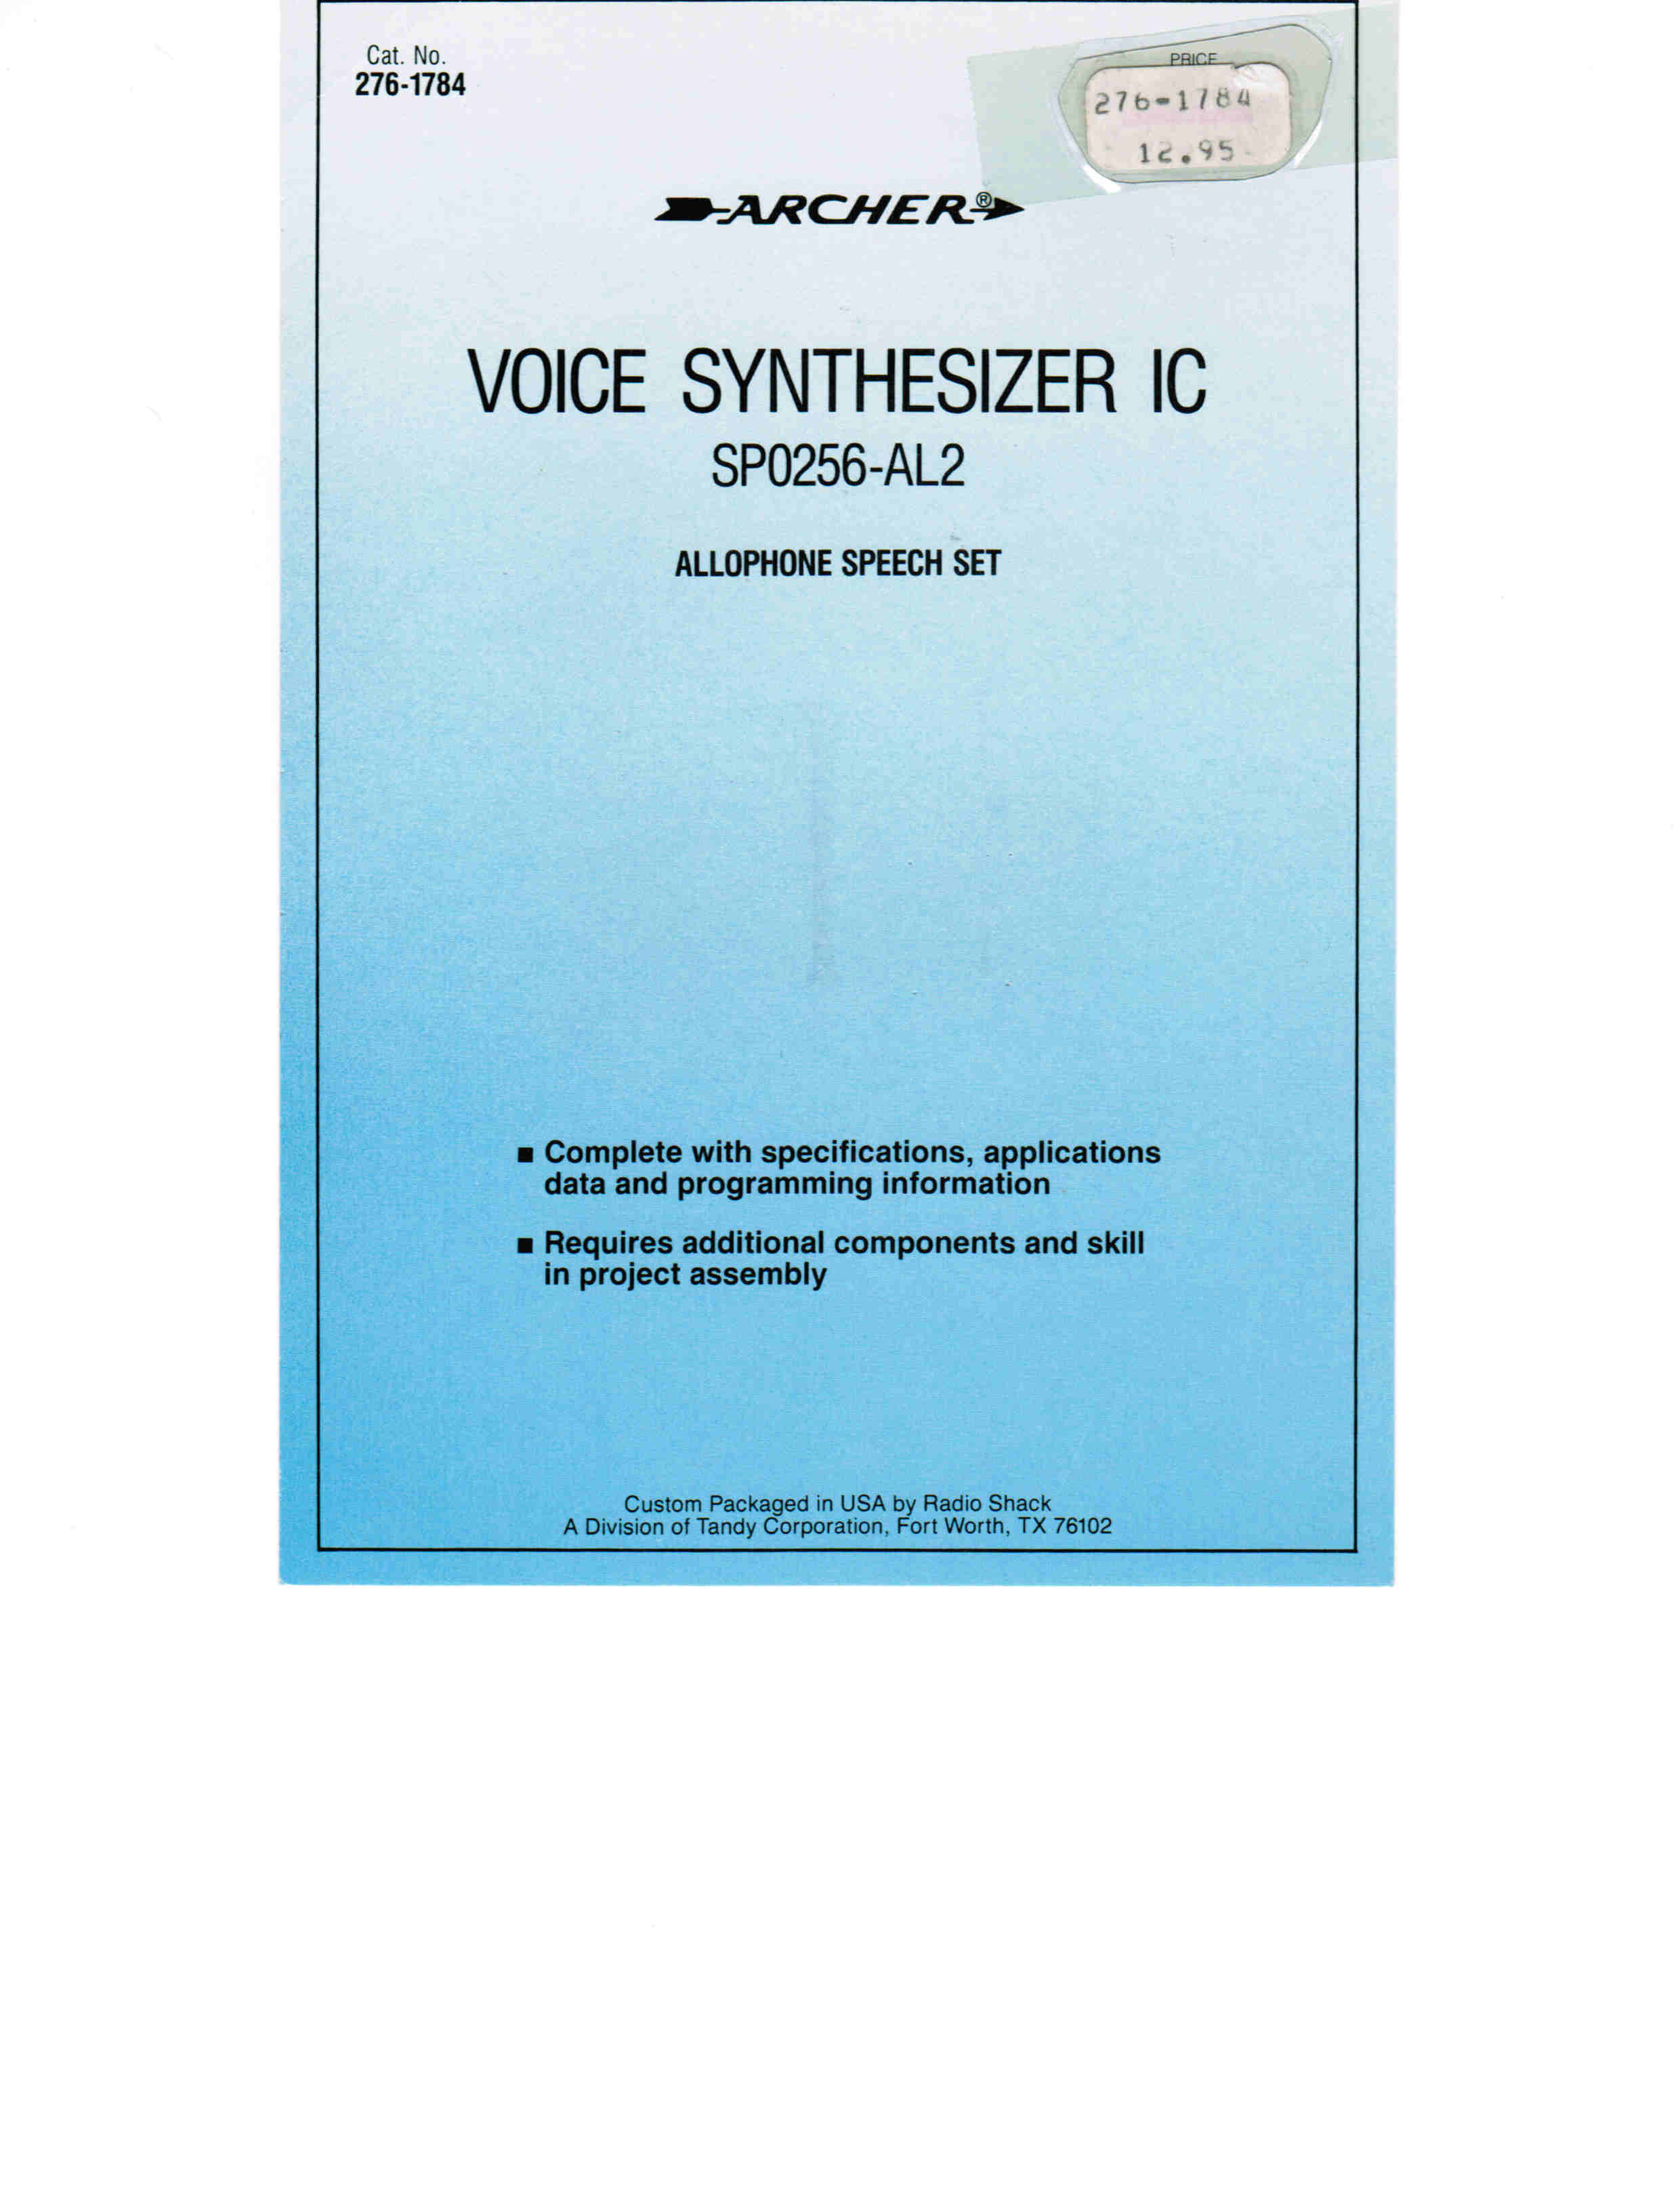 Cat. No.
276-1784
PRICE
276-1784
12.95
ARCHER®
VOICE SYNTHESIZER IC
SP0256-AL2
ALLOPHONE SPEECH SET
■ Complete with specifications, applications
data and programming information
■ Requires additional components and skill
in project assembly
Custom Packaged in USA by Radio Shack
A Division of Tandy Corporation, Fort Worth, TX 76102